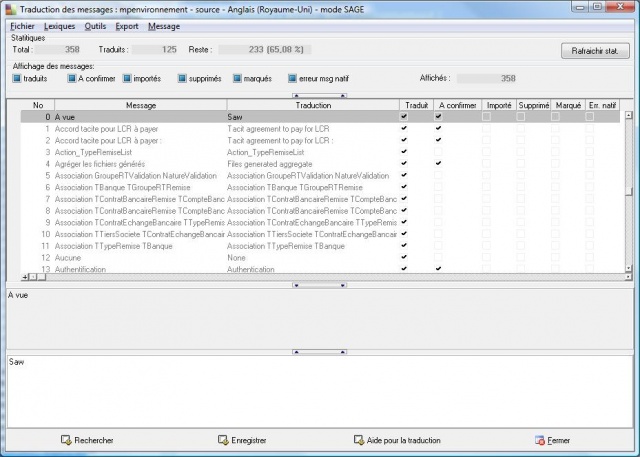 Traduction des messages : mpenvironnement - source - Anglais (Royaume-Uni) - mode SAGE
Fichier Lexiques Outils Export Message
Statitiques
Total : 358 Traduits : 125 Reste : 233 (65,08 %) Rafraichir stat.
Affichage des messages:
traduits A confirmer importés supprimés marqués erreur msg natif Affichés : 358
No Message Traduction Traduit A confirmer Importé Supprimé Marqué Err. natif
0 A vue Saw
1 Accord tacite pour LCR à payer Tacit agreement to pay for LCR
2 Accord tacite pour LCR à payer : Tacit agreement to pay for LCR :
3 Action_TypeRemiseList Action_TypeRemiseList
4 Agréger les fichiers générés Files generated aggregate
5 Association GroupeRTValidation NatureValidation Association GroupeRTValidation NatureValidation
6 Association TBanque TGroupeRTRemise Association TBanque TGroupeRTRemise
7 Association TContratBancaireRemise TCompteBanc Association TContratBancaireRemise TCompteBanc
8 Association TContratBancaireRemise TCompteBanc Association TContratBancaireRemise TCompteBanc
9 Association TContratEchangeBancaire TTypeRemis Association TContratEchangeBancaire TTypeRemis
10 Association TTiersSociete TContratEchangeBancair Association TTiersSociete TContratEchangeBancair
11 Association TTypeRemise TBanque Association TTypeRemise TBanque
12 Aucune None
13 Authentification Authentication
A vue
Saw
Rechercher Enregistrer Aide pour la traduction Fermer